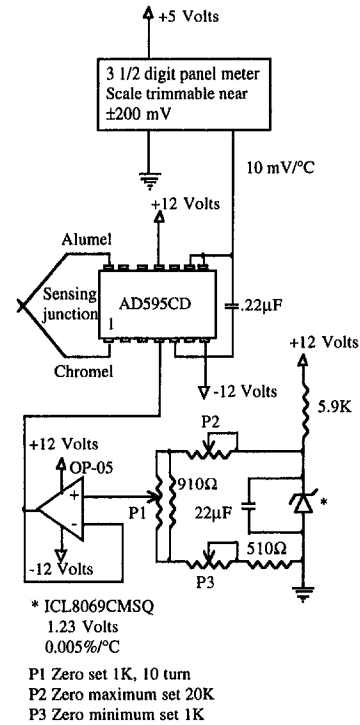 +5 Volts
3 1/2 digit panel meter
Scale trimmable near
±200 mV
10 mV/°C
+12 Volts
Alumel
Sensing
junction
AD595CD
1
.22µF
Chromel
-12 Volts
+12 Volts
5.9K
P2
+12 Volts
OP-05
+
-
910Ω
P1
22µF
*
510Ω
-12 Volts
P3
* ICL8069CMSQ
1.23 Volts
0.005%/°C
P1 Zero set 1K, 10 turn
P2 Zero maximum set 20K
P3 Zero minimum set 1K